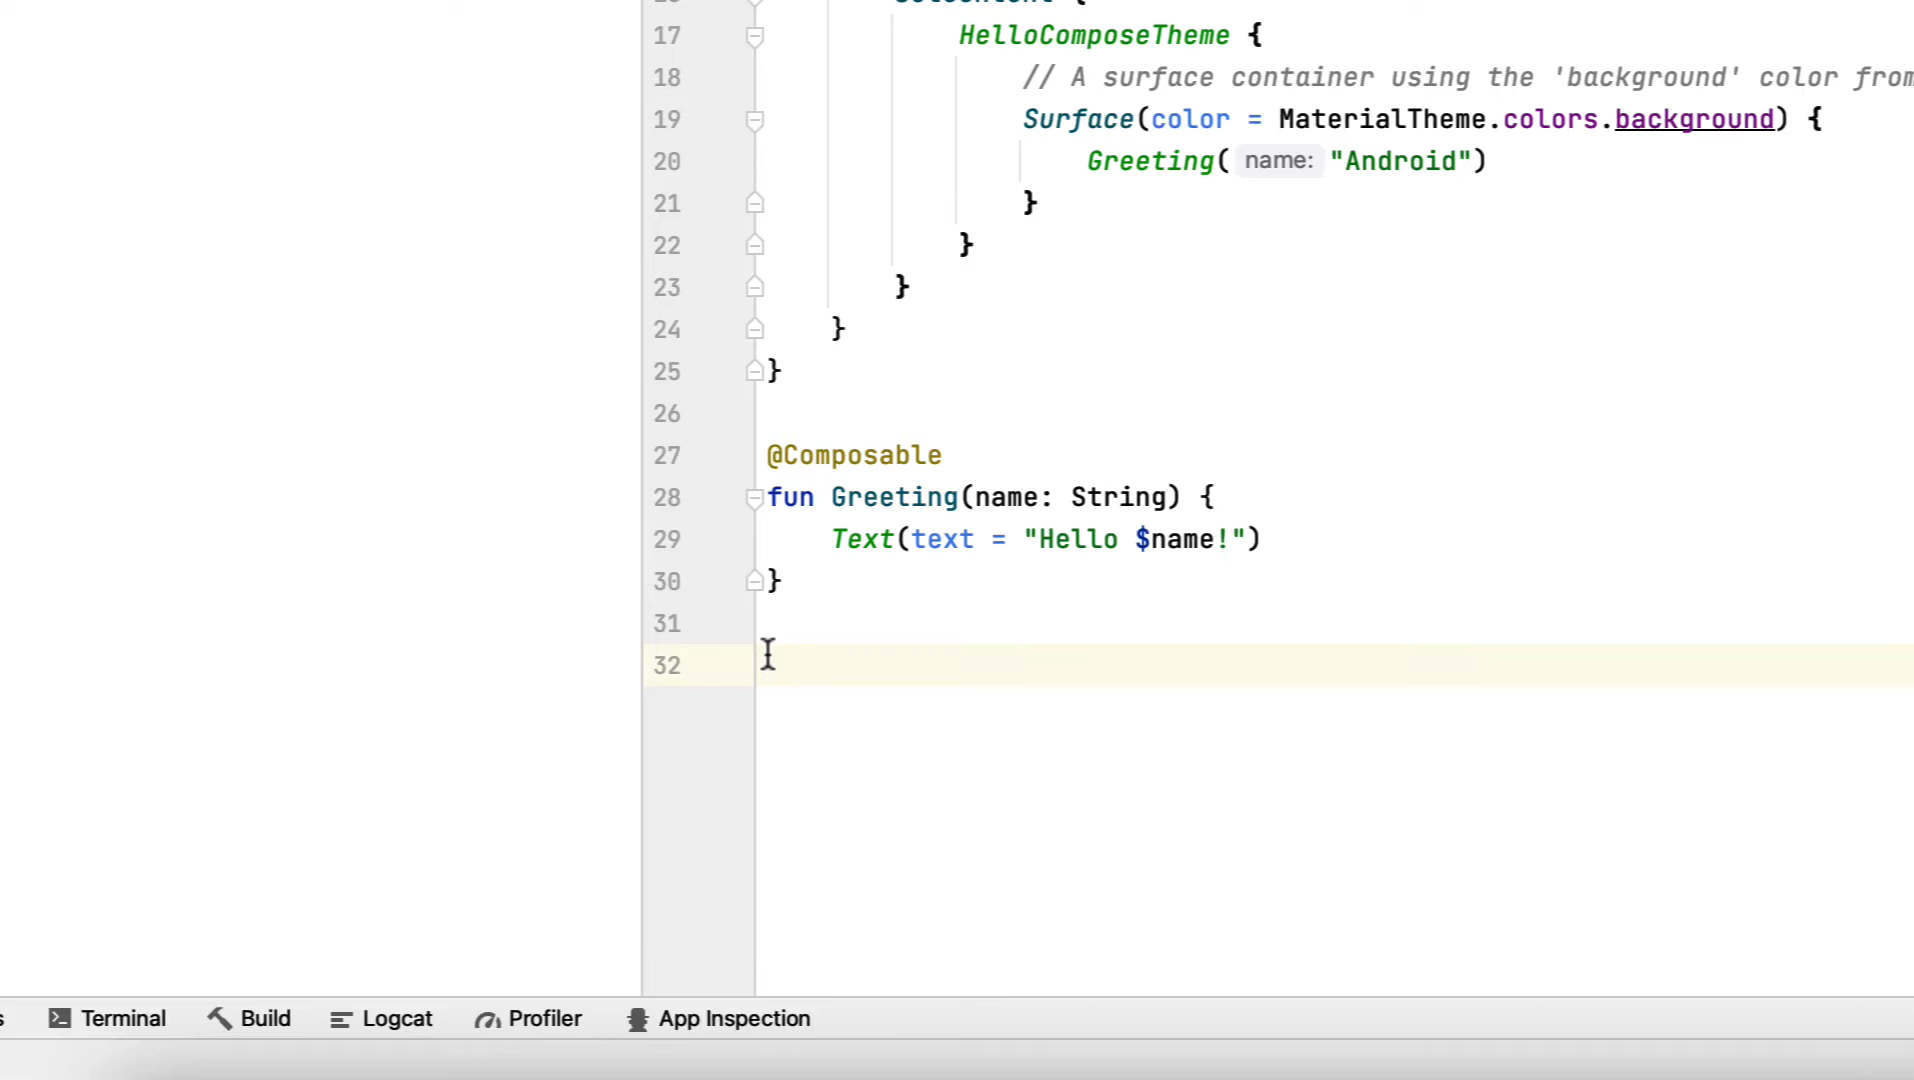 17 HelloComposeTheme {
18 // A surface container using the 'background' color from
19 Surface(color = MaterialTheme.colors.background) {
20 Greeting( name: "Android")
21 }
22 }
23 }
24 }
25 }
26
27 @Composable
28 fun Greeting(name: String) {
29 Text(text = "Hello $name!")
30 }
31
32
Terminal Build Logcat Profiler App Inspection